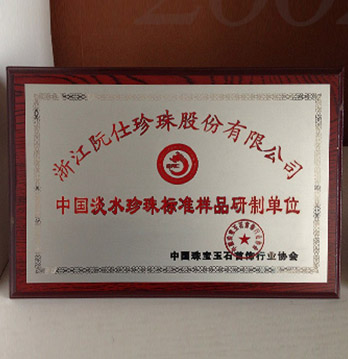 浙江阮仕珍珠股份有限公司
中国淡水珍珠标准样品研制单位
中国珠宝玉石首饰行业协会